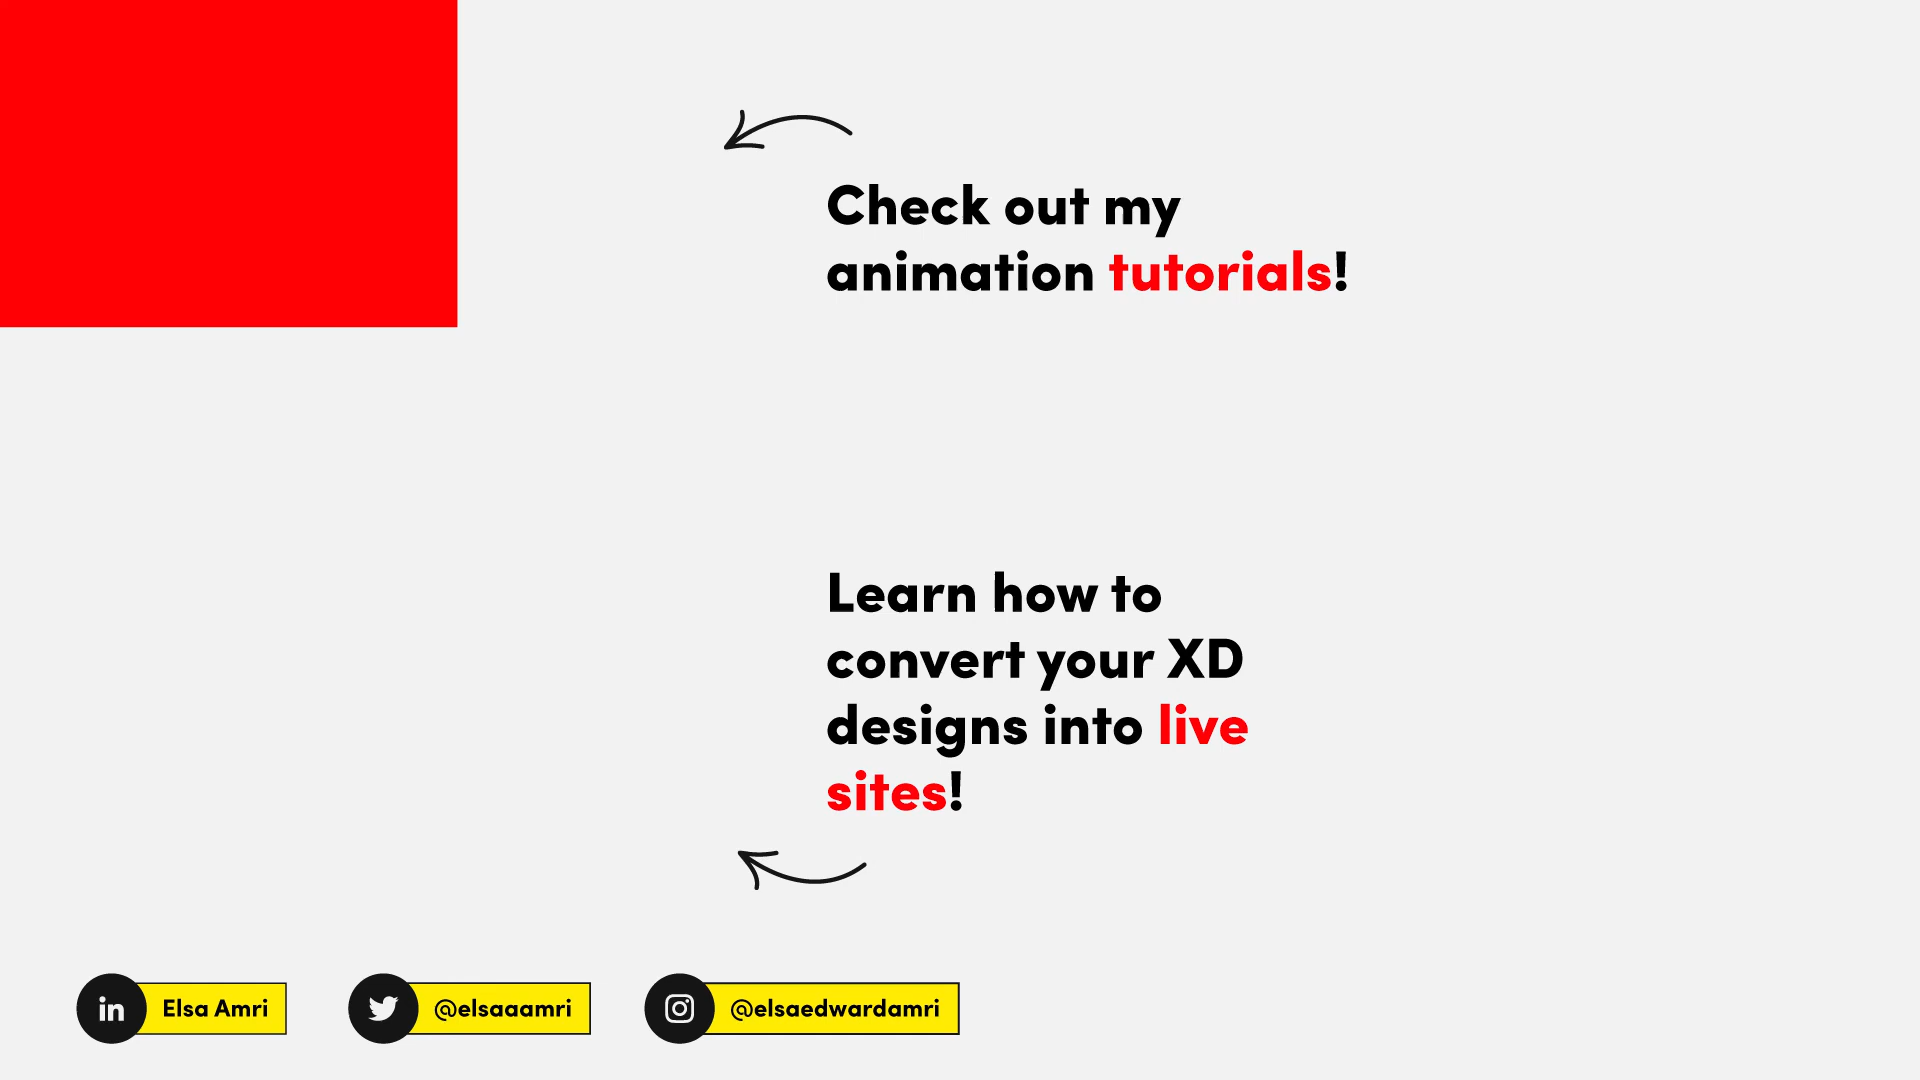 Check out my
animation tutorials!
Learn how to
convert your XD
designs into live
sites!
in Elsa Amri
@elsaaamri
@elsaedwardamri